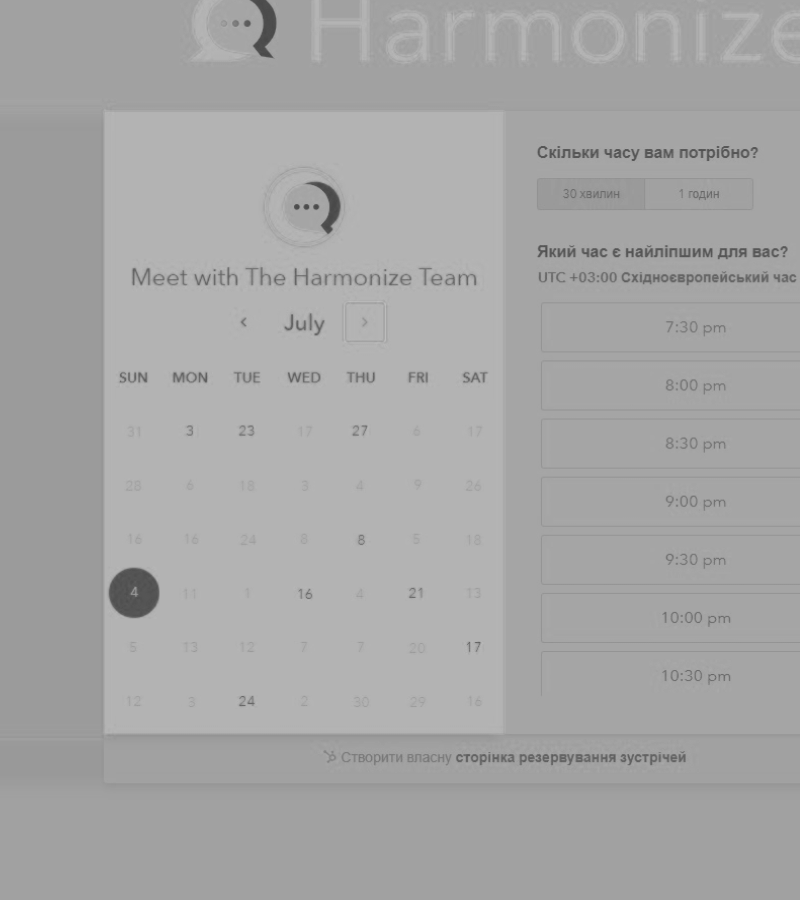 Harmonize
Meet with The Harmonize Team
July
SUN MON TUE WED THU FRI SAT
31 3 23 17 27 6 17
28 6 18 3 4 9 26
16 16 24 8 8 5 18
4 11 1 16 4 21 13
5 13 12 7 7 20 17
12 3 24 2 30 29 16
Скільки часу вам потрібно?
30 хвилин 1 годин
Який час є найліпшим для вас?
UTC +03:00 Східноєвропейський час
7:30 pm
8:00 pm
8:30 pm
9:00 pm
9:30 pm
10:00 pm
10:30 pm
Створити власну сторінка резервування зустрічей